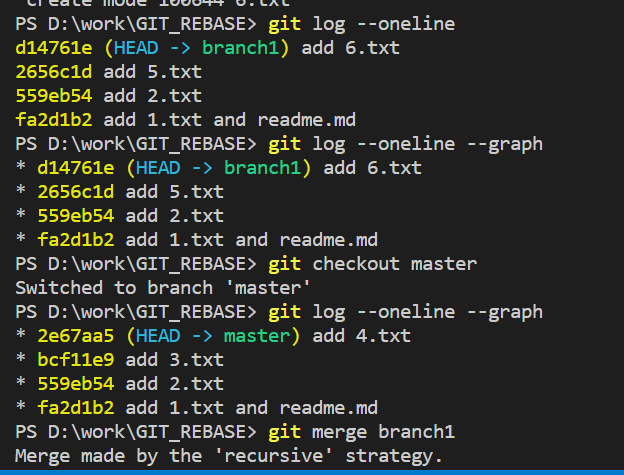 create mode 100644 6.txt
PS D:\work\GIT_REBASE> git log --oneline
d14761e (HEAD -> branch1) add 6.txt
2656c1d add 5.txt
559eb54 add 2.txt
fa2d1b2 add 1.txt and readme.md
PS D:\work\GIT_REBASE> git log --oneline --graph
* d14761e (HEAD -> branch1) add 6.txt
* 2656c1d add 5.txt
* 559eb54 add 2.txt
* fa2d1b2 add 1.txt and readme.md
PS D:\work\GIT_REBASE> git checkout master
Switched to branch 'master'
PS D:\work\GIT_REBASE> git log --oneline --graph
* 2e67aa5 (HEAD -> master) add 4.txt
* bcf11e9 add 3.txt
* 559eb54 add 2.txt
* fa2d1b2 add 1.txt and readme.md
PS D:\work\GIT_REBASE> git merge branch1
Merge made by the 'recursive' strategy.